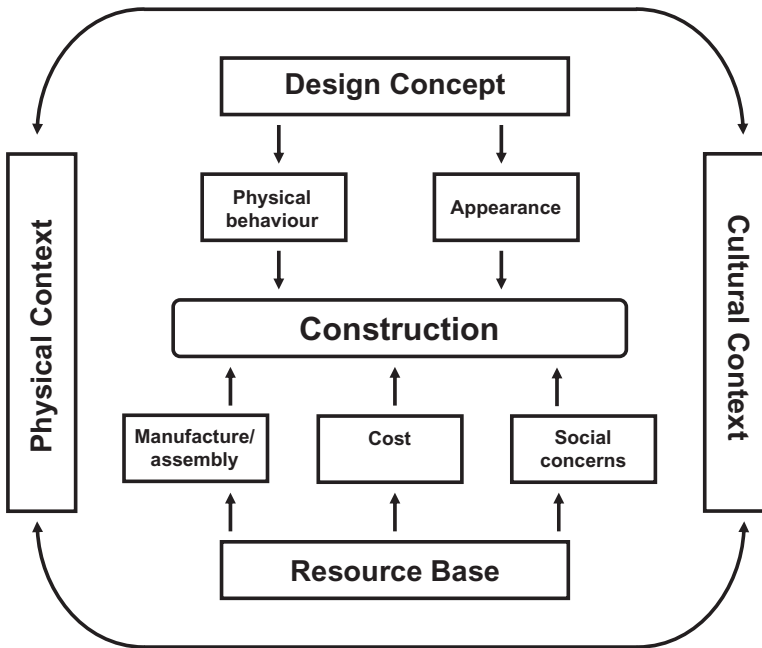 Design Concept
Physical
behaviour
Appearance
Physical Context
Cultural Context
Construction
Manufacture/
assembly
Cost
Social
concerns
Resource Base